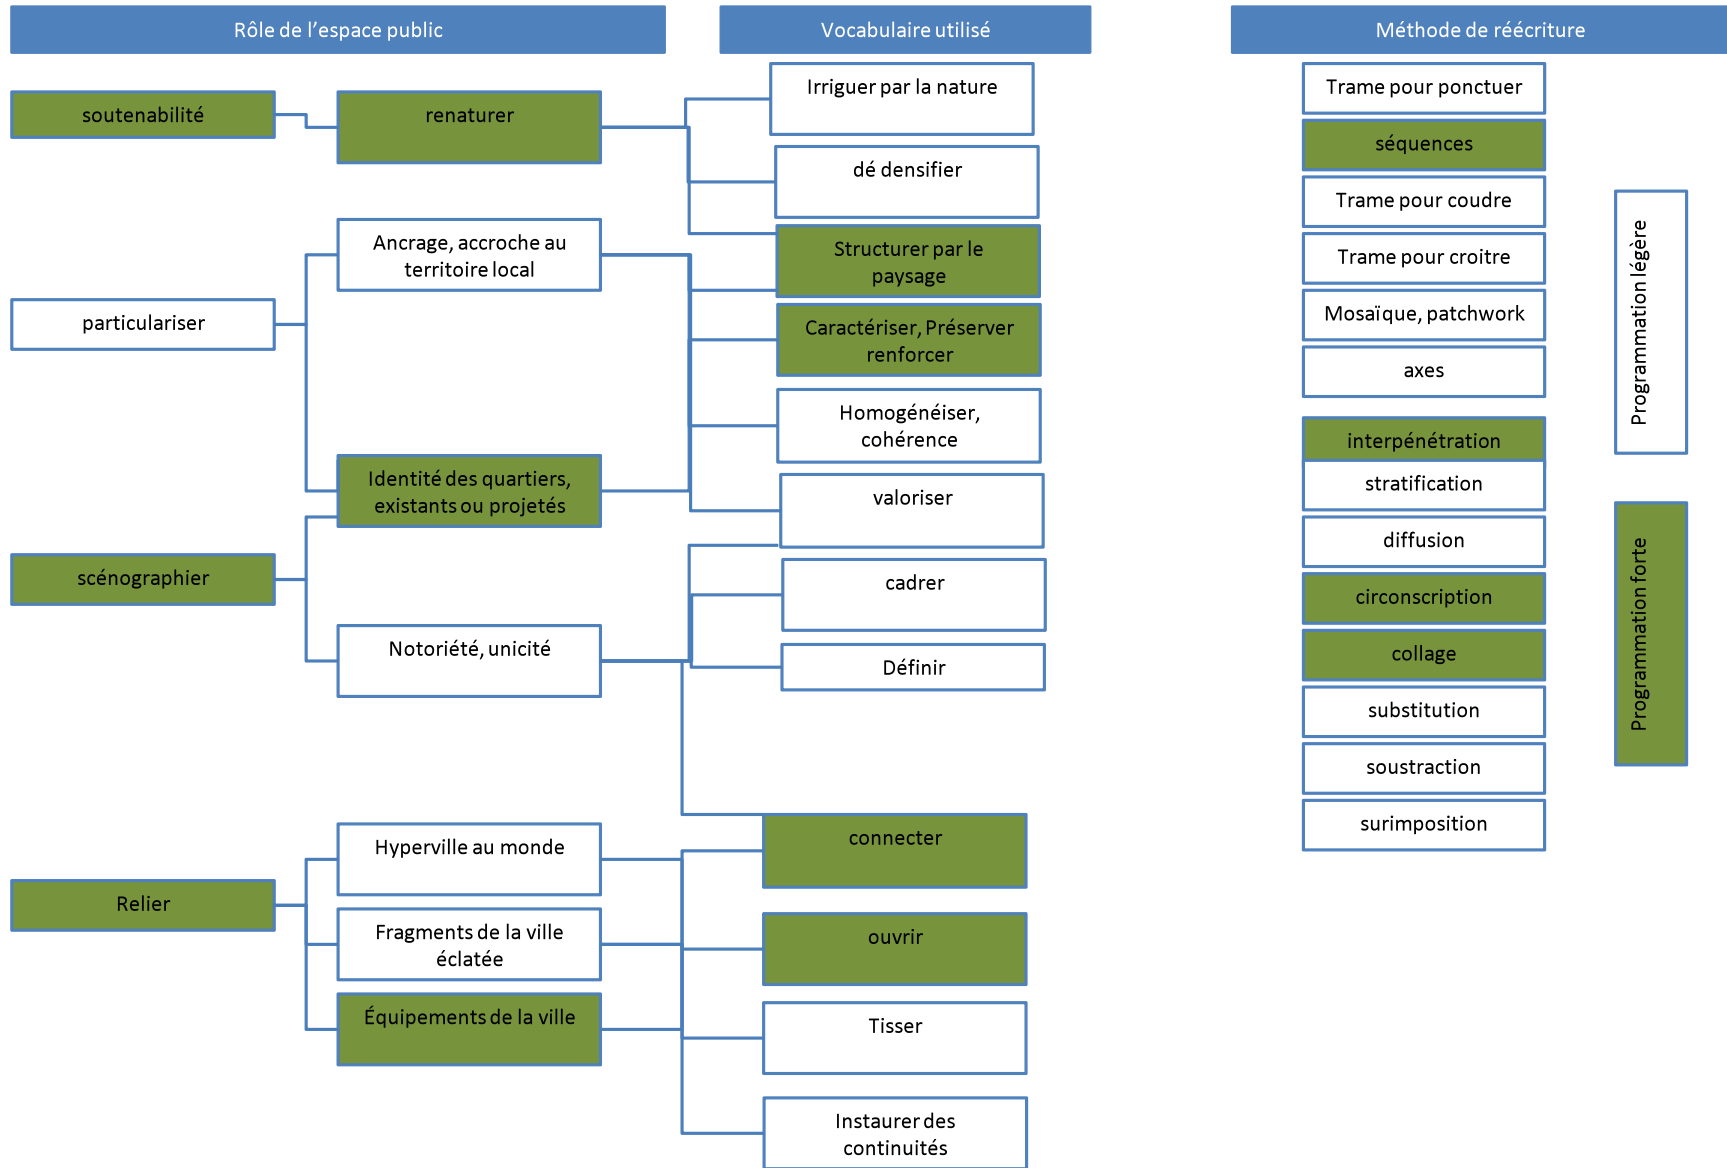 Rôle de l'espace public
Vocabulaire utilisé
Méthode de réécriture
soutenabilité
particulariser
scénographier
Relier
renaturer
Ancrage, accroche au
territoire local
Identité des quartiers,
existants ou projetés
Notoriété, unicité
Hyperville au monde
Fragments de la ville
éclatée
Équipements de la ville
Irriguer par la nature
dé densifier
Structurer par le
paysage
Caractériser, Préserver
renforcer
Homogénéiser,
cohérence
valoriser
cadrer
Définir
connecter
ouvrir
Tisser
Instaurer des
continuités
Trame pour ponctuer
séquences
Trame pour coudre
Trame pour croitre
Mosaïque, patchwork
axes
interpénétration
stratification
diffusion
circonscription
collage
substitution
soustraction
surimposition
Programmation légère
Programmation forte